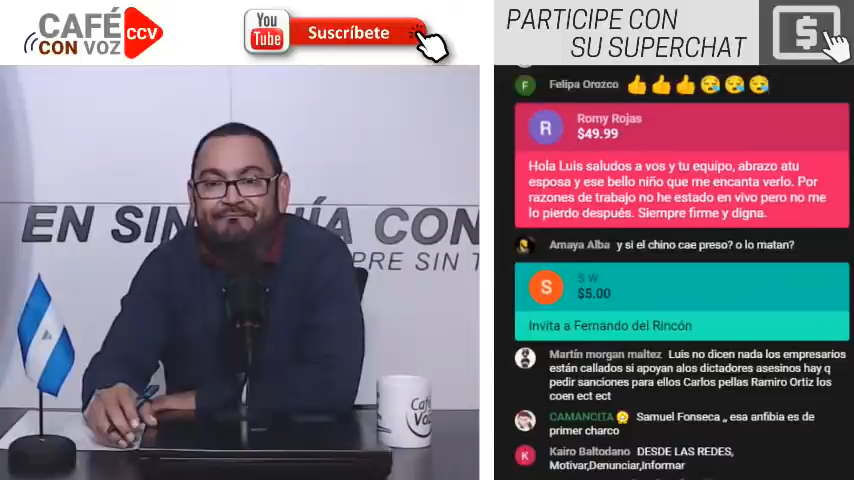 CAFÉ
CON VOZ
CCV
You
Tube
Suscríbete
PARTICIPE CON
SU SUPERCHAT
$
EN SIN ÍA CON
PRE SIN T
Café
Voz
F Felipa Orozco 👍👍👍😪😪😪
R Romy Rojas
$49.99
Hola Luis saludos a vos y tu equipo, abrazo atu
esposa y ese bello niño que me encanta verlo. Por
razones de trabajo no he estado en vivo pero no me
lo pierdo después. Siempre firme y digna.
Amaya Alba y si el chino cae preso? o lo matan?
S S W
$5.00
Invita a Fernando del Rincón
Martín morgan maltez Luis no dicen nada los empresarios
están callados si apoyan alos dictadores asesinos hay q
pedir sanciones para ellos Carlos pellas Ramiro Ortiz los
coen ect ect
CAMANCITA Samuel Fonseca ,, esa anfibia es de
primer charco
K Kairo Baltodano DESDE LAS REDES,
Motivar,Denunciar,Informar